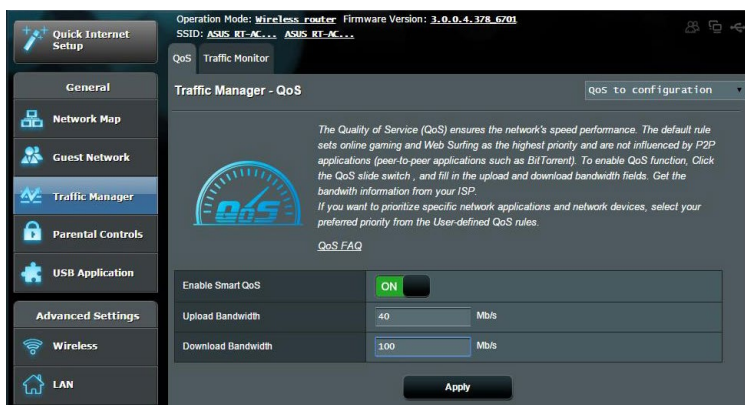 Quick Internet
Setup
Operation Mode: Wireless router Firmware Version: 3.0.0.4.378_6701
SSID: ASUS_RT-AC... ASUS_RT-AC...
QoS Traffic Monitor
General
Network Map
Guest Network
Traffic Manager
Parental Controls
USB Application
Advanced Settings
Wireless
LAN
Traffic Manager - QoS
QoS to configuration
QoS
The Quality of Service (QoS) ensures the network's speed performance. The default rule
sets online gaming and Web Surfing as the highest priority and are not influenced by P2P
applications (peer-to-peer applications such as BitTorrent). To enable QoS function, Click
the QoS slide switch , and fill in the upload and download bandwidth fields. Get the
bandwith information from your ISP.
If you want to prioritize specific network applications and network devices, select your
preferred priority from the User-defined QoS rules.
QoS FAQ
Enable Smart QoS ON
Upload Bandwidth 40 Mb/s
Download Bandwidth 100 Mb/s
Apply